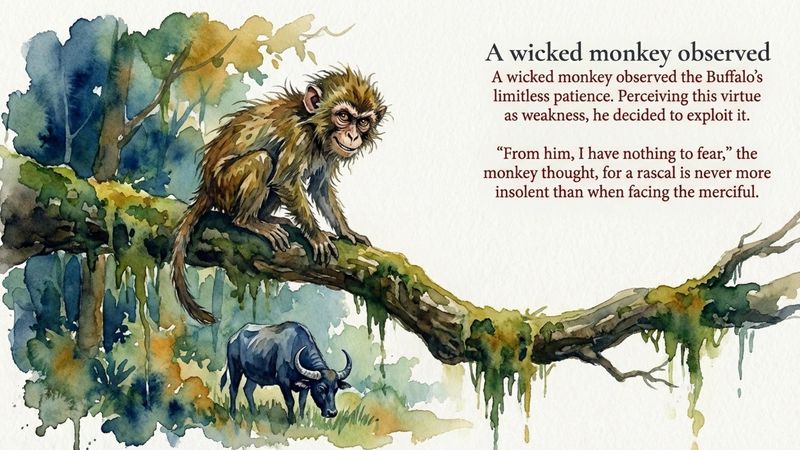 A wicked monkey observed
A wicked monkey observed the Buffalo’s
limitless patience. Perceiving this virtue
as weakness, he decided to exploit it.
“From him, I have nothing to fear,” the
monkey thought, for a rascal is never more
insolent than when facing the merciful.